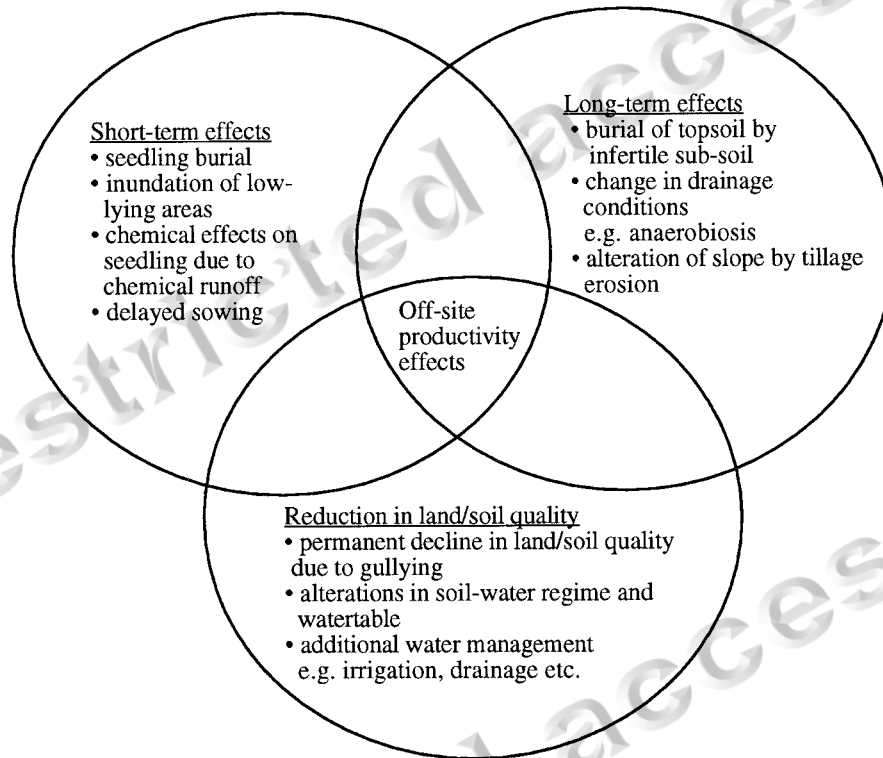 Short-term effects
• seedling burial
• inundation of low-
lying areas
• chemical effects on
seedling due to
chemical runoff
• delayed sowing
Long-term effects
• burial of topsoil by
infertile sub-soil
• change in drainage
conditions
e.g. anaerobiosis
• alteration of slope by tillage
erosion
Off-site
productivity
effects
Reduction in land/soil quality
• permanent decline in land/soil quality
due to gullying
• alterations in soil-water regime and
watertable
• additional water management
e.g. irrigation, drainage etc.
estricted access
acces